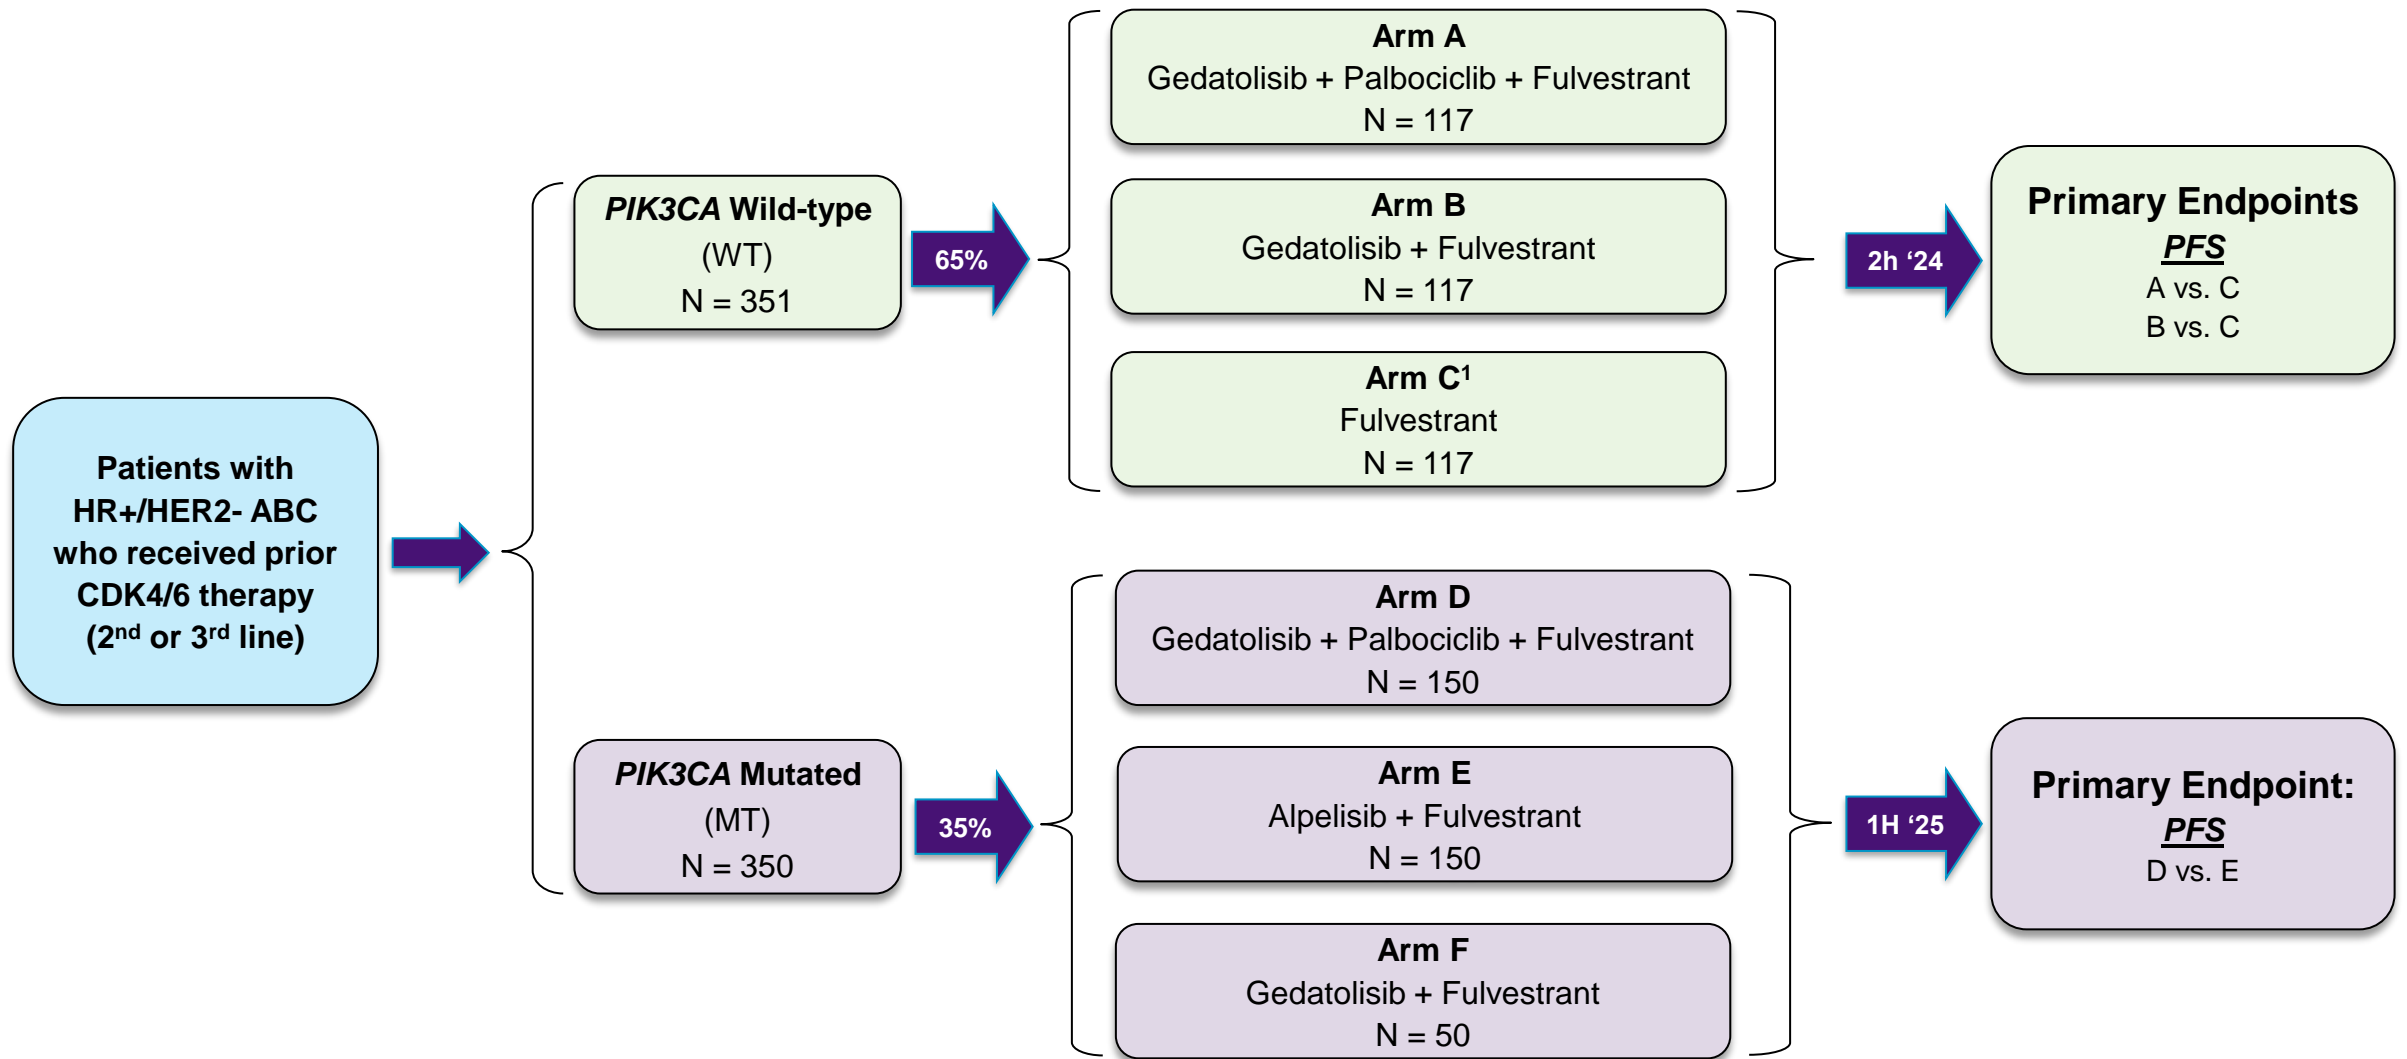 Patients with
HR+/HER2- ABC
who received prior
CDK4/6 therapy
(2nd or 3rd line)
PIK3CA Wild-type
(WT)
N = 351
65%
Arm A
Gedatolisib + Palbociclib + Fulvestrant
N = 117
Arm B
Gedatolisib + Fulvestrant
N = 117
Arm C¹
Fulvestrant
N = 117
2h ‘24
Primary Endpoints
PFS
A vs. C
B vs. C
PIK3CA Mutated
(MT)
N = 350
35%
Arm D
Gedatolisib + Palbociclib + Fulvestrant
N = 150
Arm E
Alpelisib + Fulvestrant
N = 150
Arm F
Gedatolisib + Fulvestrant
N = 50
1H ‘25
Primary Endpoint:
PFS
D vs. E